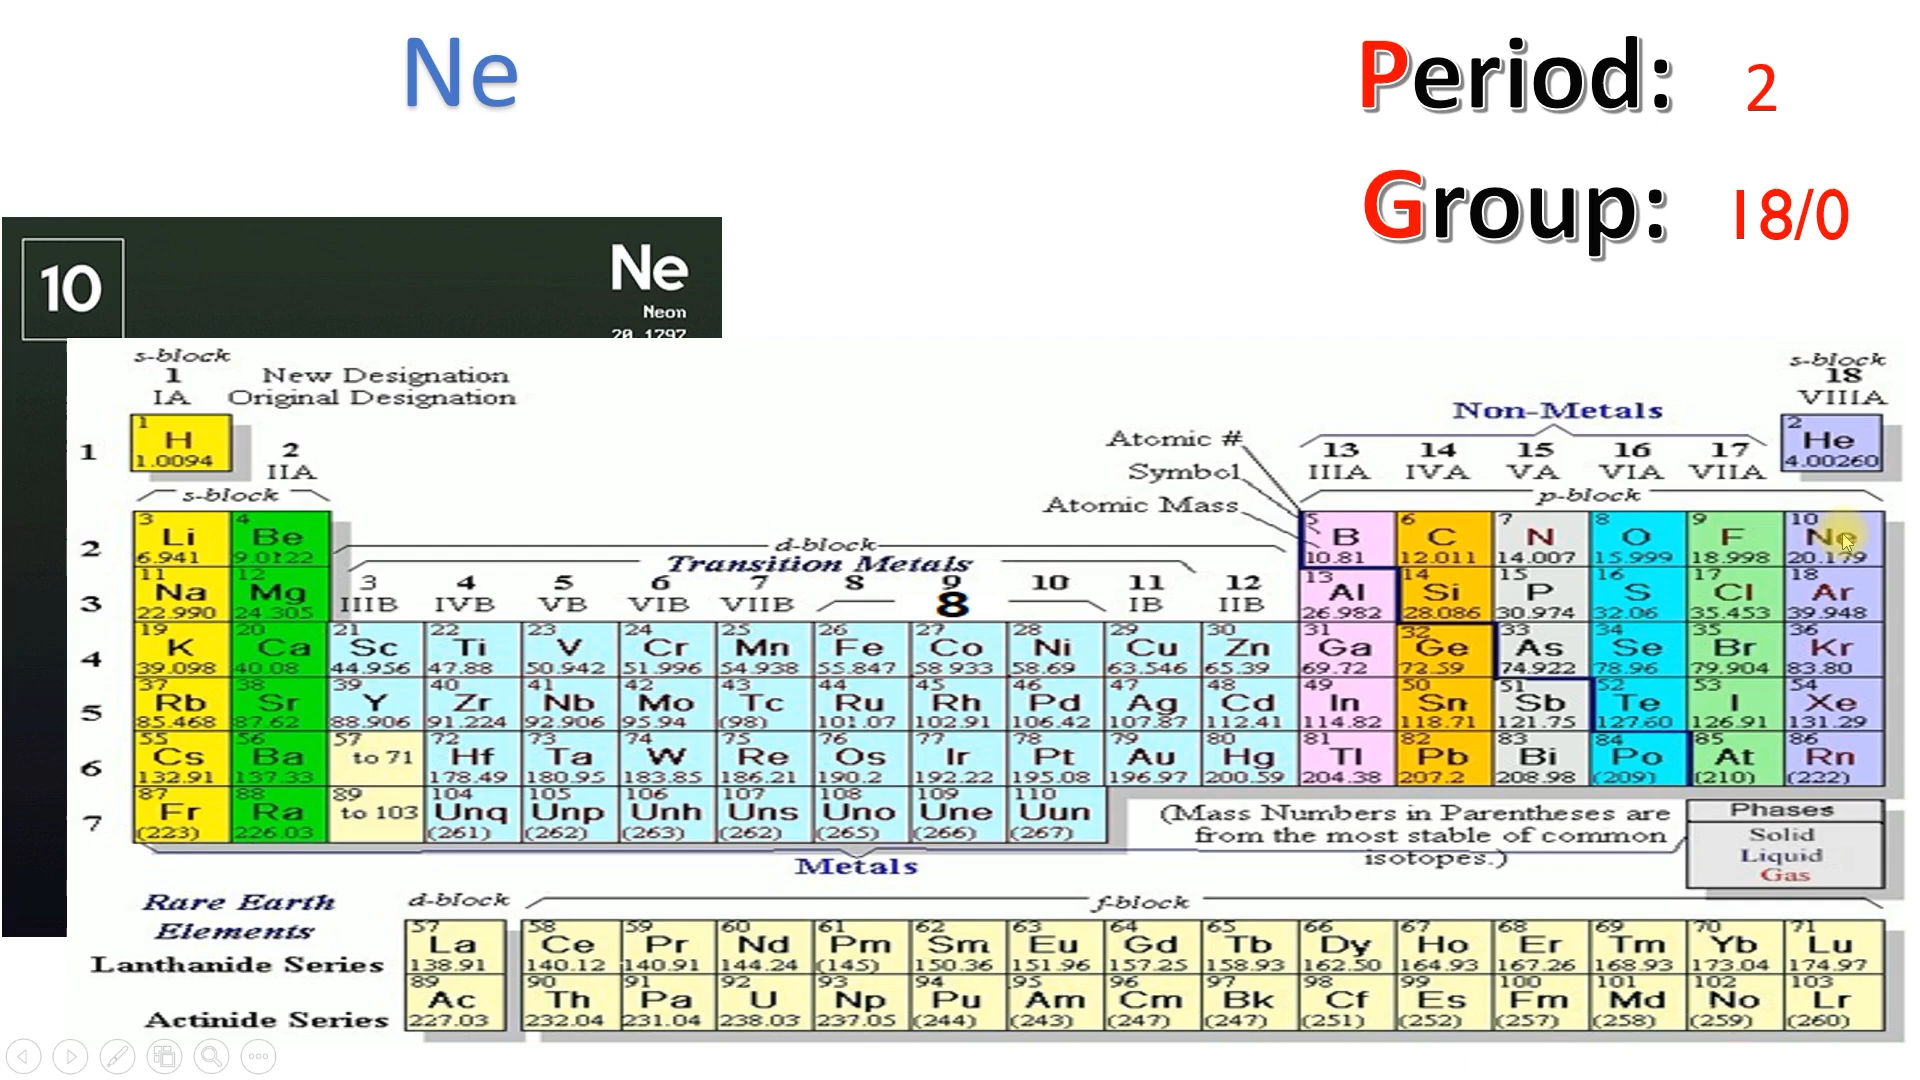 Ne
Period: 2
Group: 18/0
10
Ne
Neon
20.1797
s-block
1
IA
New Designation
Original Designation
s-block
18
VIIIA
Non-Metals
1
1
H
1.0094
2
IIA
Atomic #
Symbol
Atomic Mass
13 14 15 16 17
IIIA IVA VA VIA VIIA
2
He
4.00260
s-block
p-block
2
3 4 5 6 7 8 9 10
Li Be B C N O F Ne
6.941 9.0122 10.81 12.011 14.007 15.999 18.998 20.179
d-block
Transition Metals
3 4 5 6 7 8 9 10 11 12
IIIB IVB VB VIB VIIB 8 IB IIB
3
11 12 13 14 15 16 17 18
Na Mg Al Si P S Cl Ar
22.990 24.305 26.982 28.086 30.974 32.06 35.453 39.948
4
19 20 21 22 23 24 25 26 27 28 29 30 31 32 33 34 35 36
K Ca Sc Ti V Cr Mn Fe Co Ni Cu Zn Ga Ge As Se Br Kr
39.098 40.08 44.956 47.88 50.942 51.996 54.938 55.847 58.933 58.69 63.546 65.39 69.72 72.59 74.922 78.96 79.904 83.80
5
37 38 39 40 41 42 43 44 45 46 47 48 49 50 51 52 53 54
Rb Sr Y Zr Nb Mo Tc Ru Rh Pd Ag Cd In Sn Sb Te I Xe
85.468 87.62 88.906 91.224 92.906 95.94 (98) 101.07 102.91 106.42 107.87 112.41 114.82 118.71 121.75 127.60 126.91 131.29
6
55 56 57 72 73 74 75 76 77 78 79 80 81 82 83 84 85 86
Cs Ba to 71 Hf Ta W Re Os Ir Pt Au Hg Tl Pb Bi Po At Rn
132.91 137.33 178.49 180.95 183.85 186.21 190.2 192.22 195.08 196.97 200.59 204.38 207.2 208.98 (209) (210) (222)
7
87 88 89 104 105 106 107 108 109 110
Fr Ra to 103 Unq Unp Unh Uns Uno Une Uun
(223) 226.03 (261) (262) (263) (262) (265) (266) (267)
(Mass Numbers in Parentheses are
from the most stable of common
isotopes.)
Phases
Solid
Liquid
Gas
Metals
Rare Earth
Elements
d-block
f-block
Lanthanide Series
57 58 59 60 61 62 63 64 65 66 67 68 69 70 71
La Ce Pr Nd Pm Sm Eu Gd Tb Dy Ho Er Tm Yb Lu
138.91 140.12 140.91 144.24 (145) 150.36 151.96 157.25 158.93 162.50 164.93 167.26 168.93 173.04 174.97
Actinide Series
89 90 91 92 93 94 95 96 97 98 99 100 101 102 103
Ac Th Pa U Np Pu Am Cm Bk Cf Es Fm Md No Lr
227.03 232.04 231.04 238.03 237.05 (244) (243) (247) (247) (251) (252) (257) (258) (259) (260)